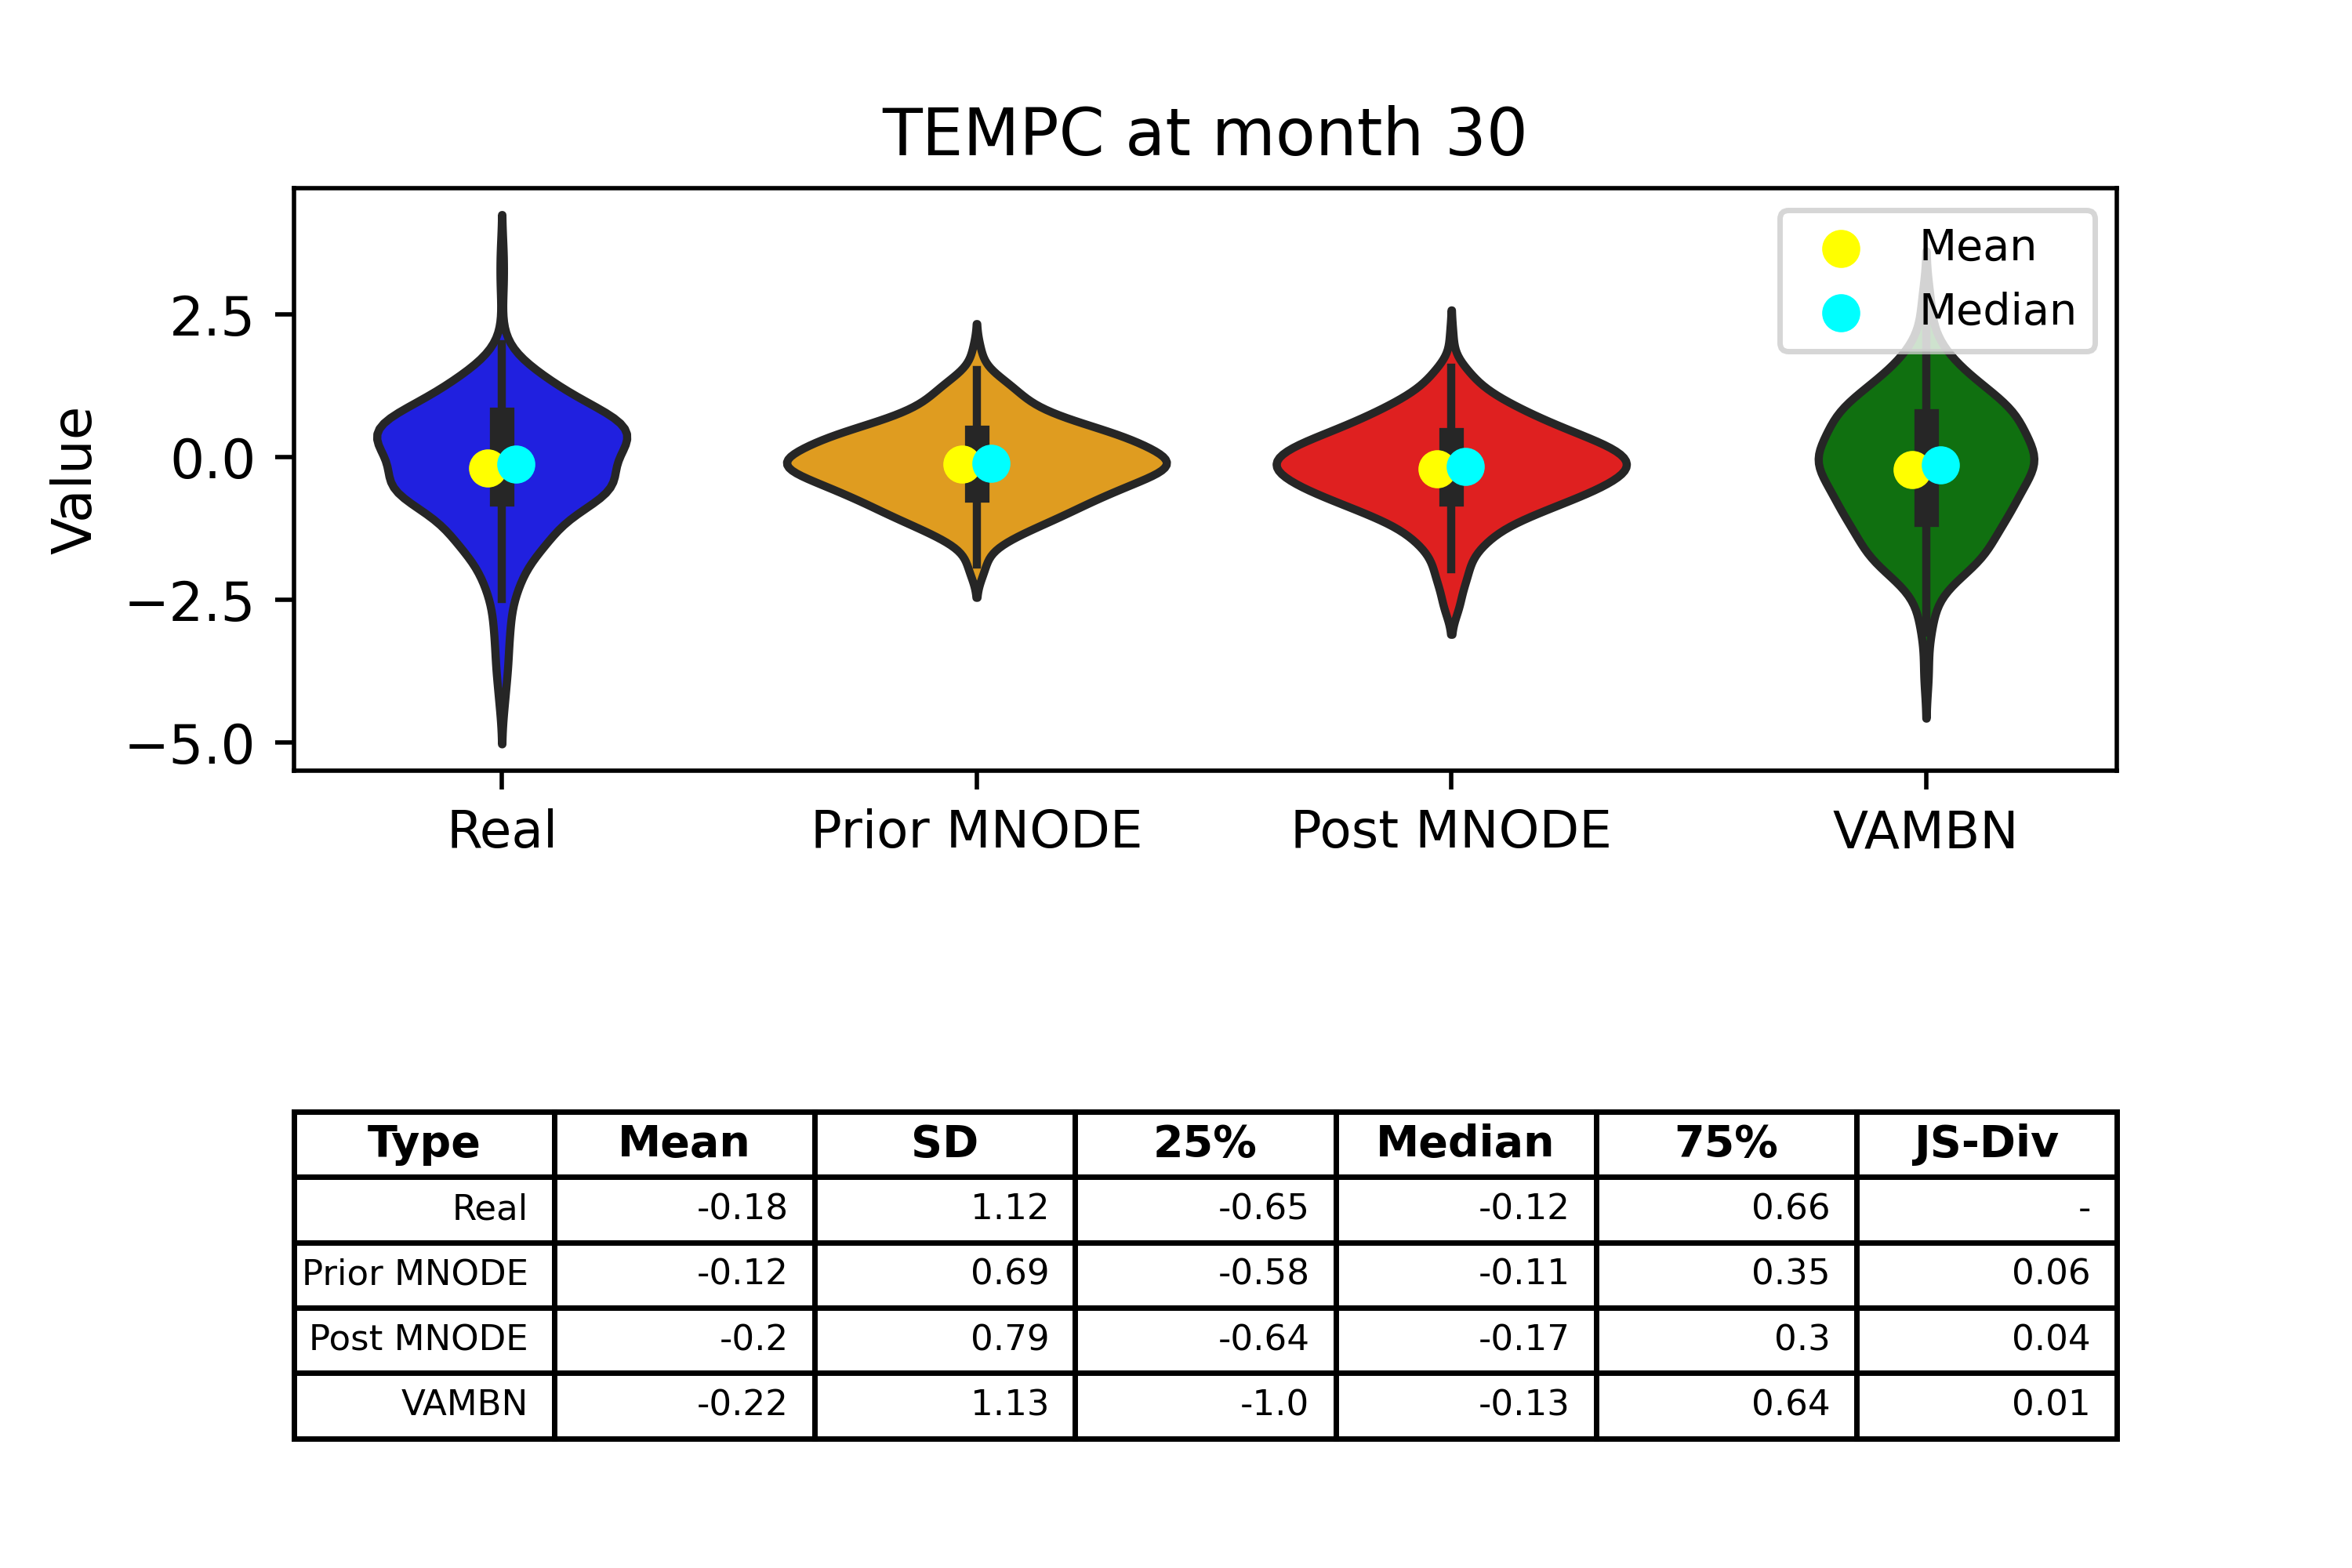 TEMPC at month 30
Mean
Median
Value
2.5
0.0
−2.5
−5.0
Real Prior MNODE Post MNODE VAMBN
Type Mean SD 25% Median 75% JS-Div
Real -0.18 1.12 -0.65 -0.12 0.66 -
Prior MNODE -0.12 0.69 -0.58 -0.11 0.35 0.06
Post MNODE -0.2 0.79 -0.64 -0.17 0.3 0.04
VAMBN -0.22 1.13 -1.0 -0.13 0.64 0.01